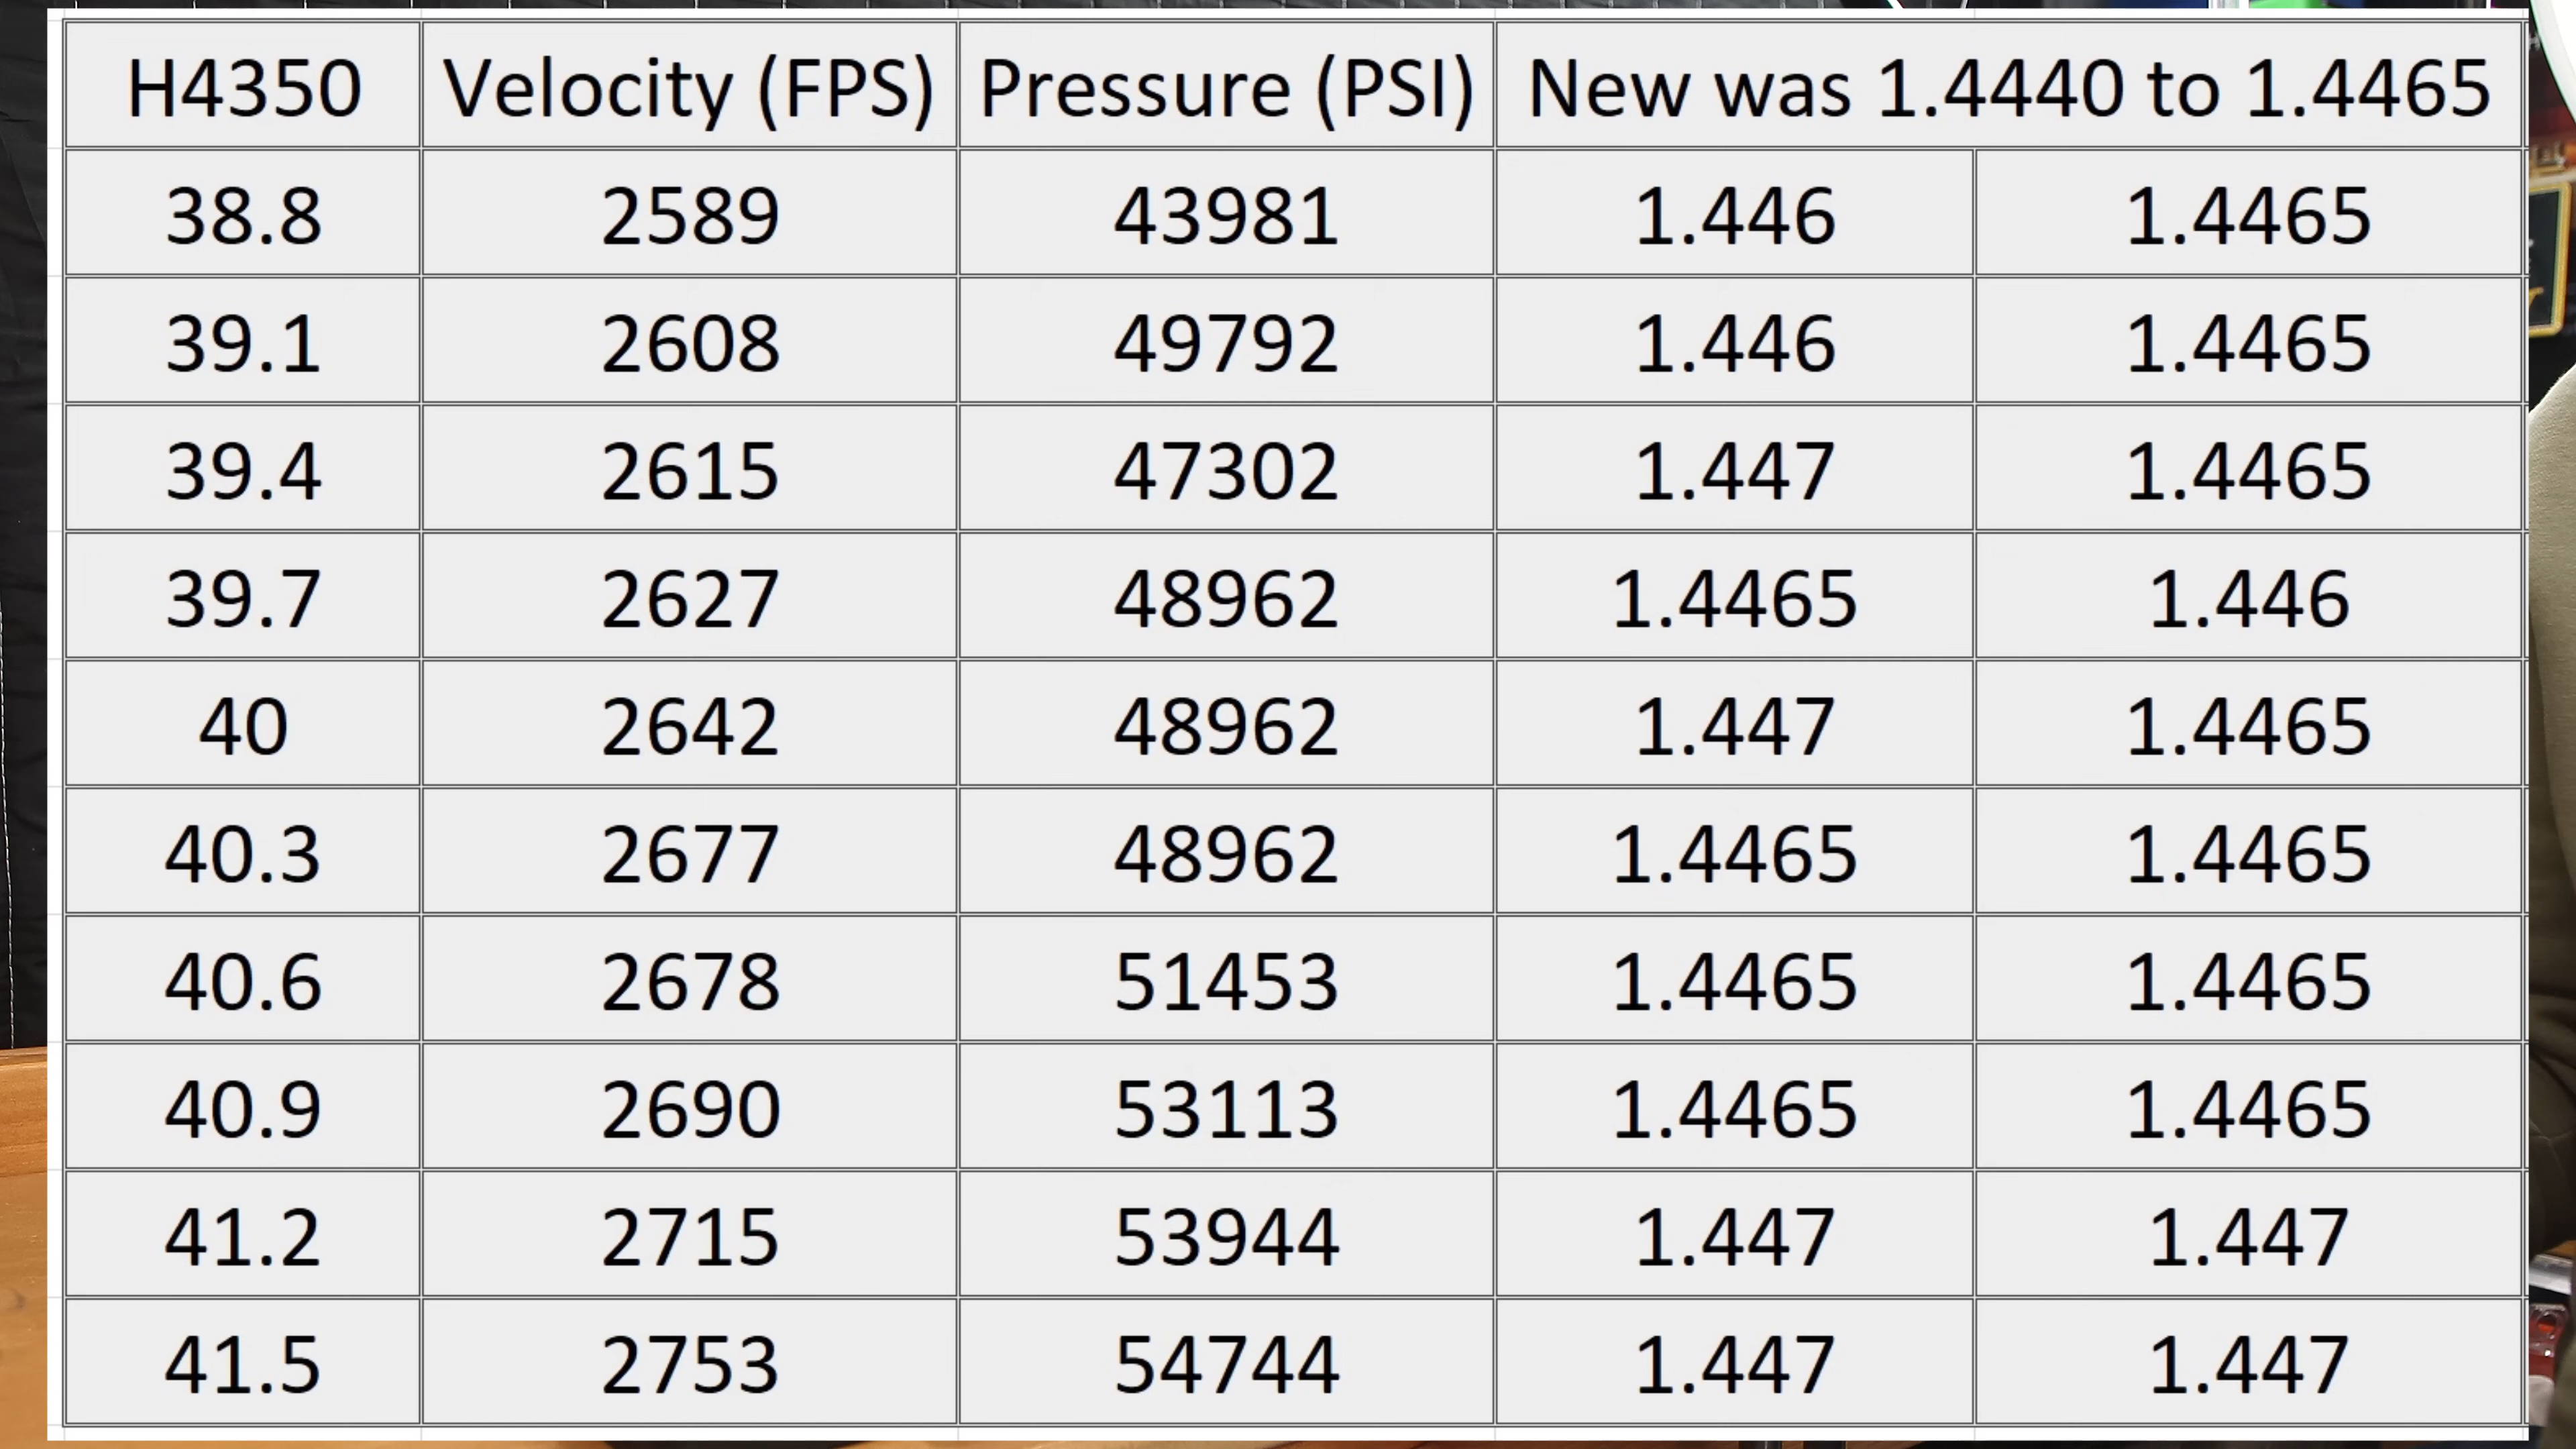 H4350 Velocity (FPS) Pressure (PSI) New was 1.4440 to 1.4465
38.8 2589 43981 1.446 1.4465
39.1 2608 49792 1.446 1.4465
39.4 2615 47302 1.447 1.4465
39.7 2627 48962 1.4465 1.446
40 2642 48962 1.447 1.4465
40.3 2677 48962 1.4465 1.4465
40.6 2678 51453 1.4465 1.4465
40.9 2690 53113 1.4465 1.4465
41.2 2715 53944 1.447 1.447
41.5 2753 54744 1.447 1.447